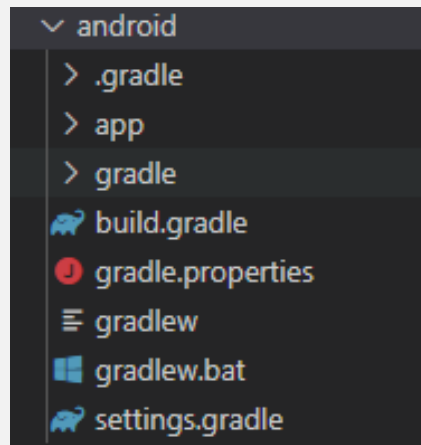 android
.gradle
app
gradle
build.gradle
gradle.properties
gradlew
gradlew.bat
settings.gradle